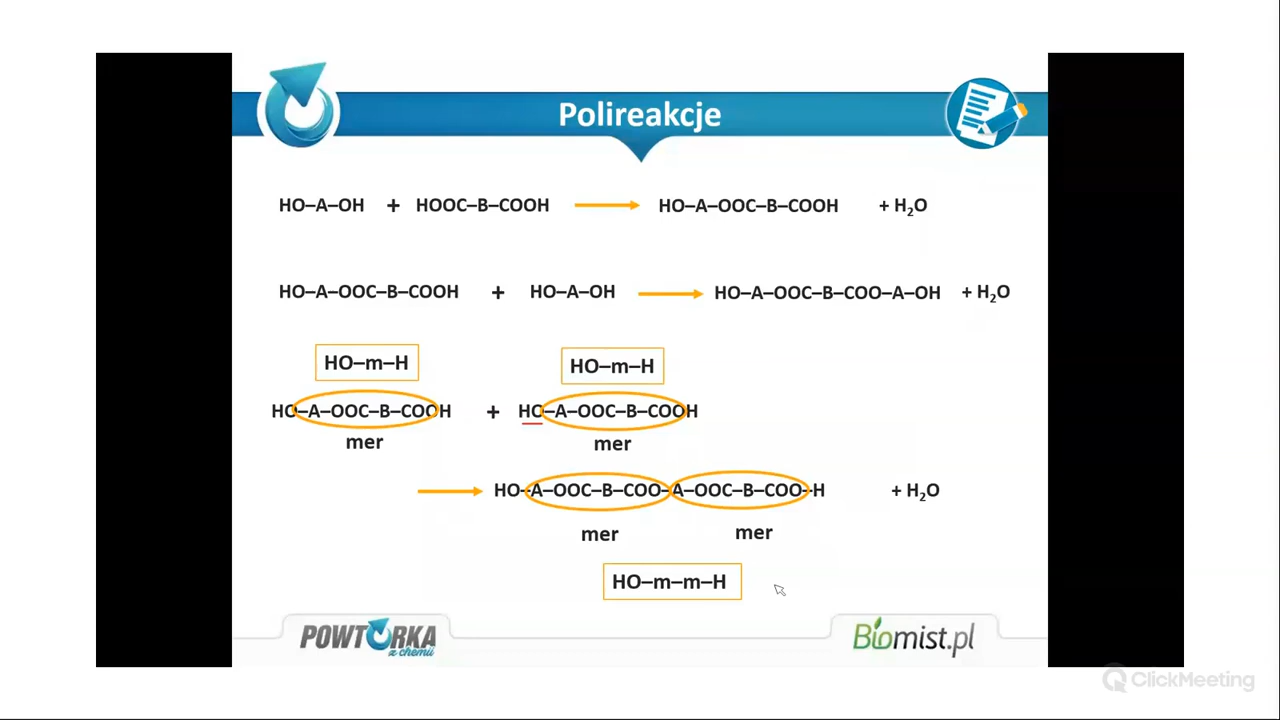 Polireakcje
HO–A–OH + HOOC–B–COOH HO–A–OOC–B–COOH + H₂O
HO–A–OOC–B–COOH + HO–A–OH HO–A–OOC–B–COO–A–OH + H₂O
HO–m–H HO–m–H
HO–A–OOC–B–COOH + HO–A–OOC–B–COOH
mer mer
HO–A–OOC–B–COO–A–OOC–B–COO–H + H₂O
mer mer
HO–m–m–H
POWTÓRKA
z chemii
Biomist.pl
ClickMeeting